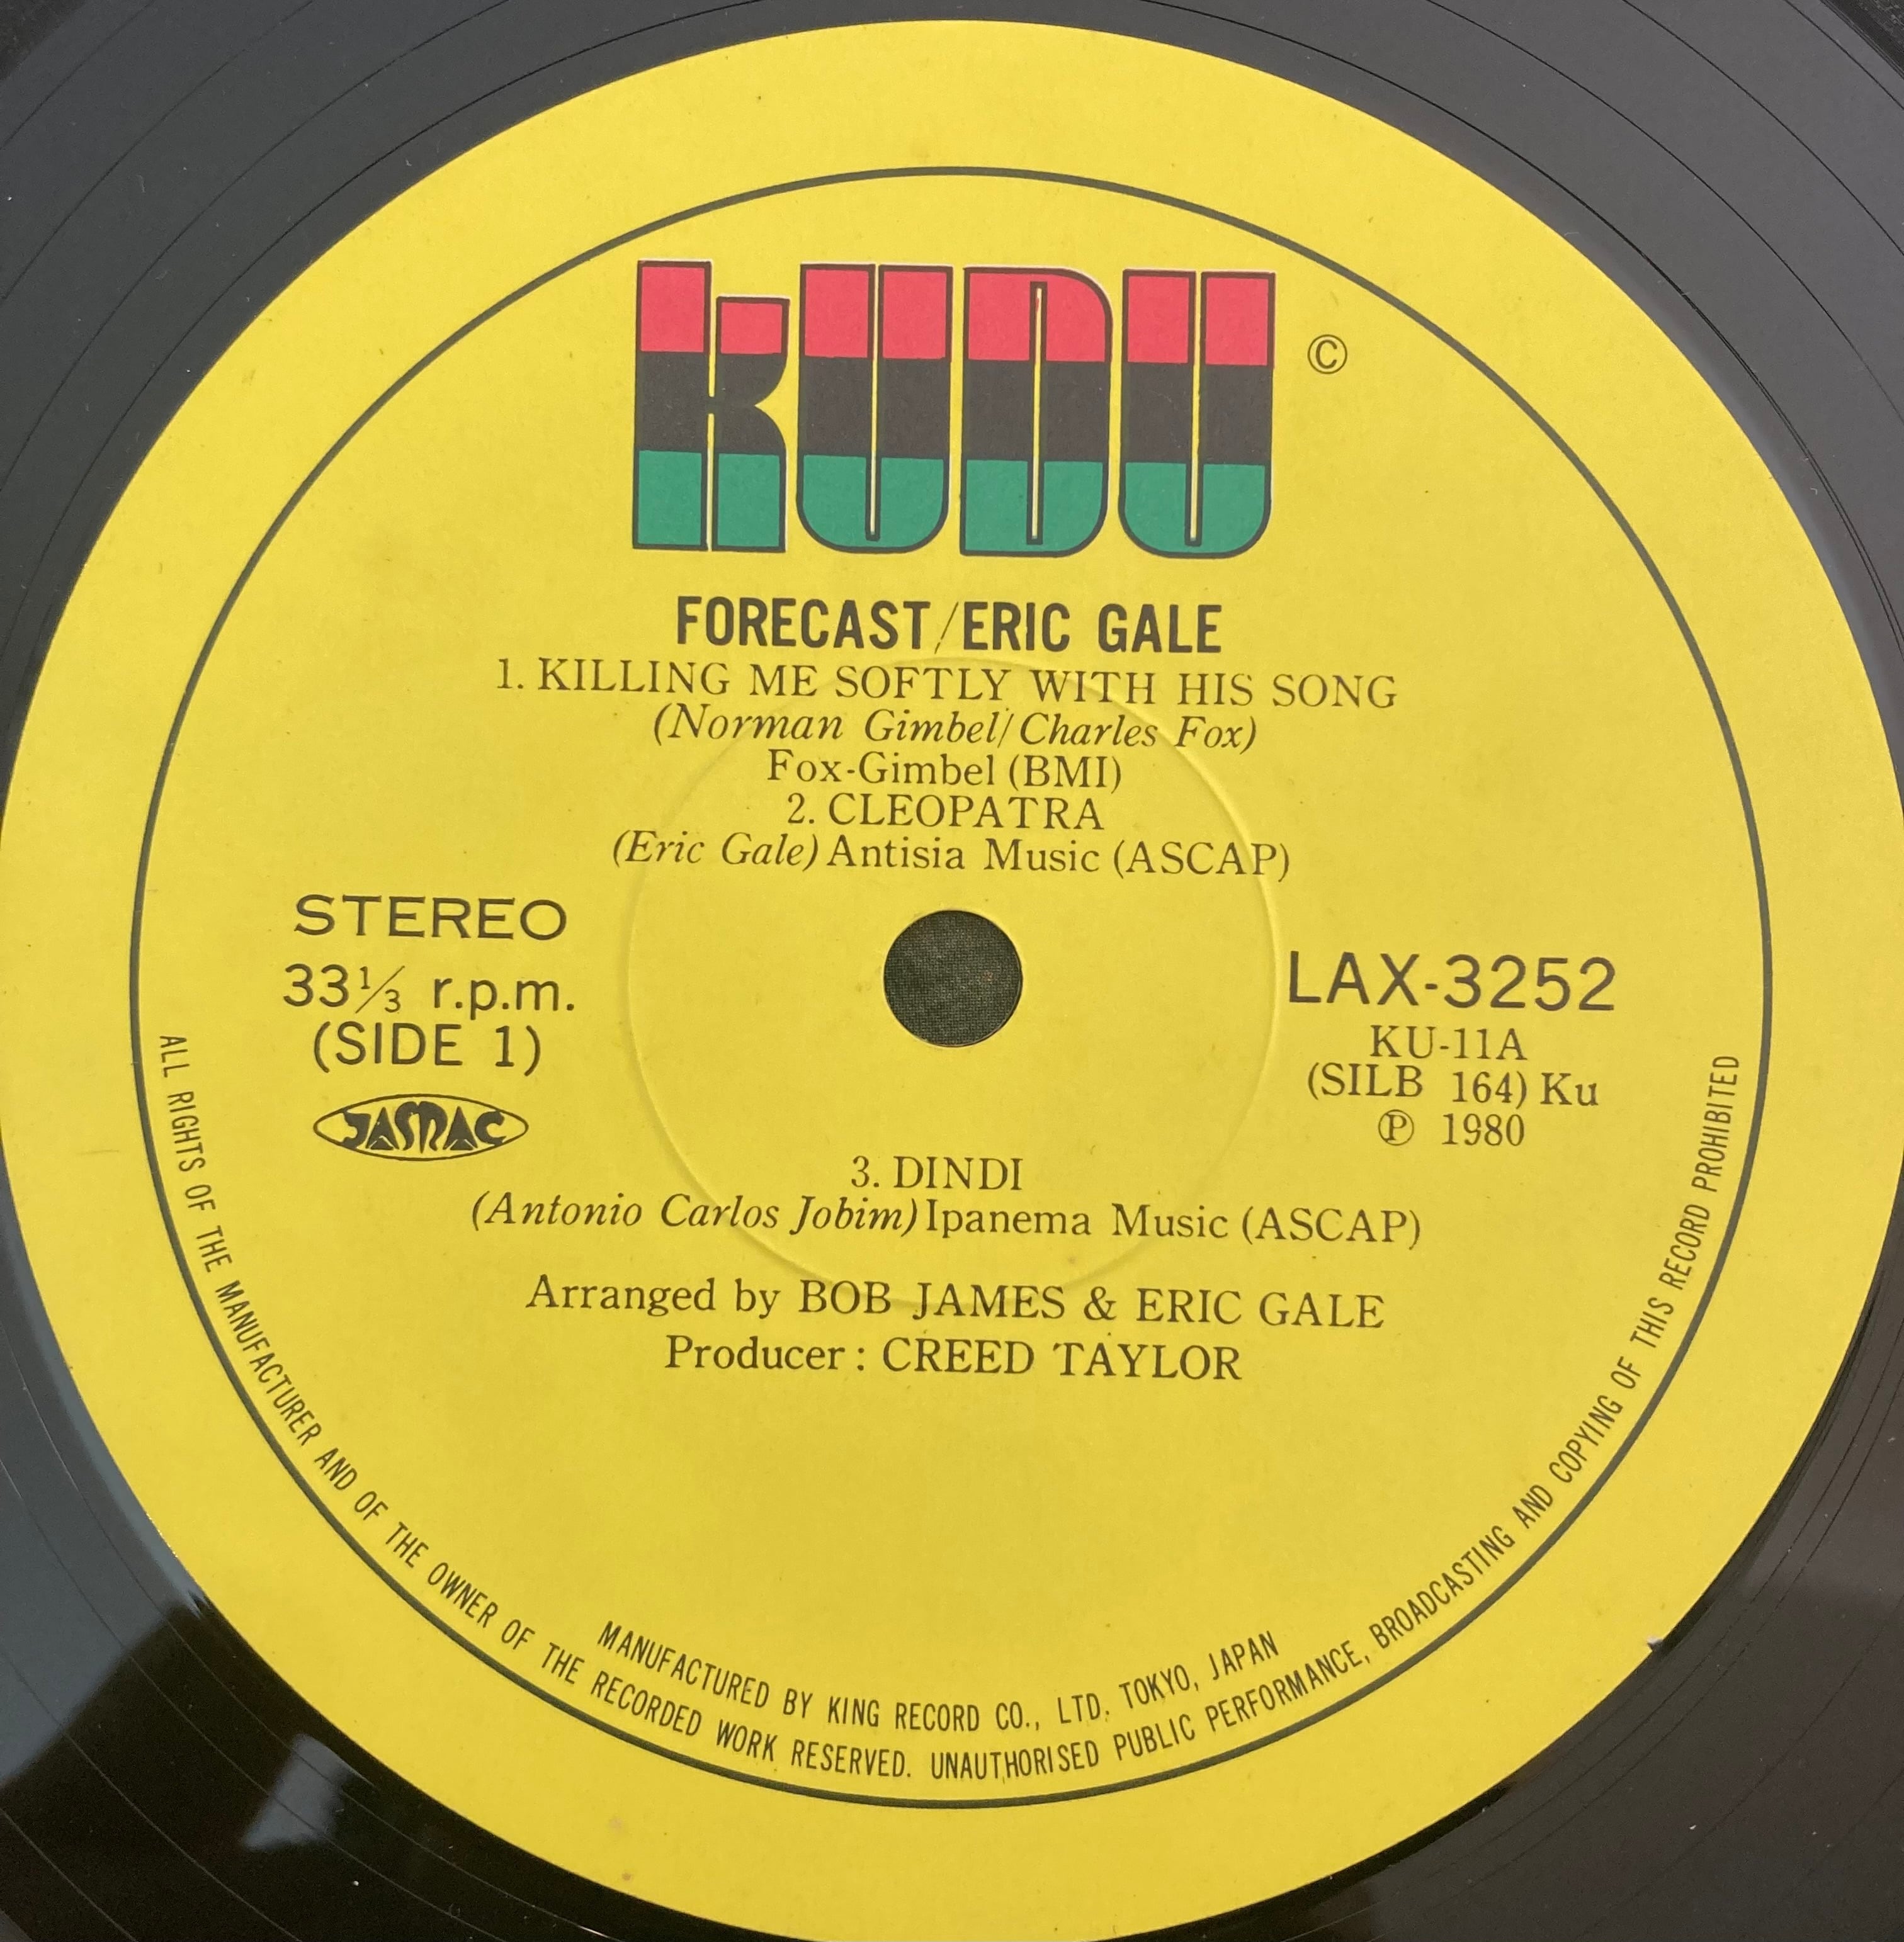 KUDU ©
FORECAST/ERIC GALE
1. KILLING ME SOFTLY WITH HIS SONG
(Norman Gimbel/Charles Fox)
Fox-Gimbel (BMI)
2. CLEOPATRA
(Eric Gale) Antisia Music (ASCAP)
STEREO
33⅓ r.p.m.
(SIDE 1)
JASRAC
LAX-3252
KU-11A
(SILB 164) Ku
Ⓟ 1980
3. DINDI
(Antonio Carlos Jobim) Ipanema Music (ASCAP)
Arranged by BOB JAMES & ERIC GALE
Producer : CREED TAYLOR
MANUFACTURED BY KING RECORD CO., LTD. TOKYO, JAPAN
ALL RIGHTS OF THE MANUFACTURER AND OF THE OWNER OF THE RECORDED WORK RESERVED. UNAUTHORISED PUBLIC PERFORMANCE, BROADCASTING AND COPYING OF THIS RECORD PROHIBITED